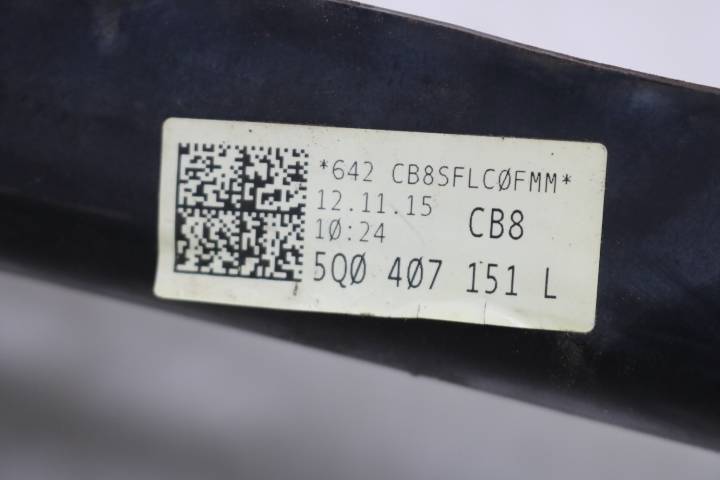 *642 CB8SFLCØFMM*
12.11.15
CB8
1Ø:24
5QØ 4Ø7 151 L